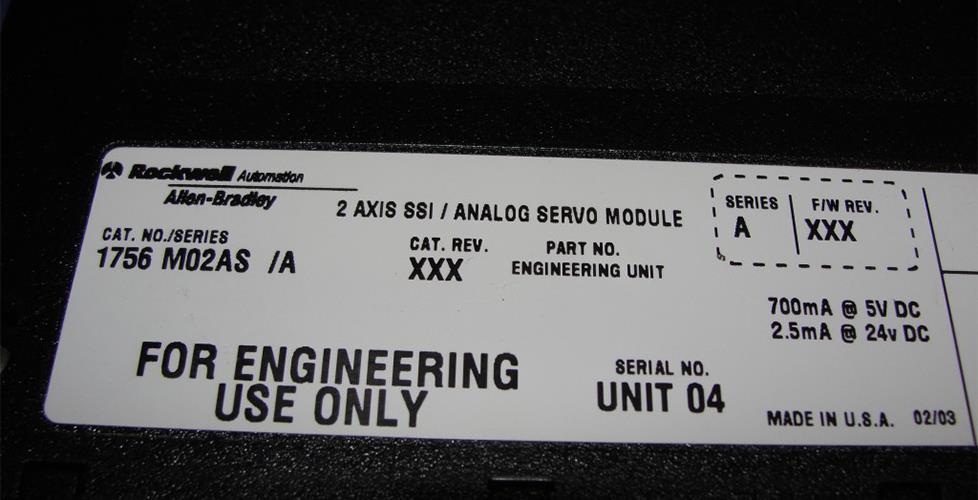 Rockwell Automation
Allen-Bradley
2 AXIS SSI / ANALOG SERVO MODULE
SERIES
A
F/W REV.
XXX
CAT. NO./SERIES
1756 M02AS /A
CAT. REV.
XXX
PART NO.
ENGINEERING UNIT
700mA @ 5V DC
2.5mA @ 24v DC
FOR ENGINEERING
USE ONLY
SERIAL NO.
UNIT 04
MADE IN U.S.A. 02/03